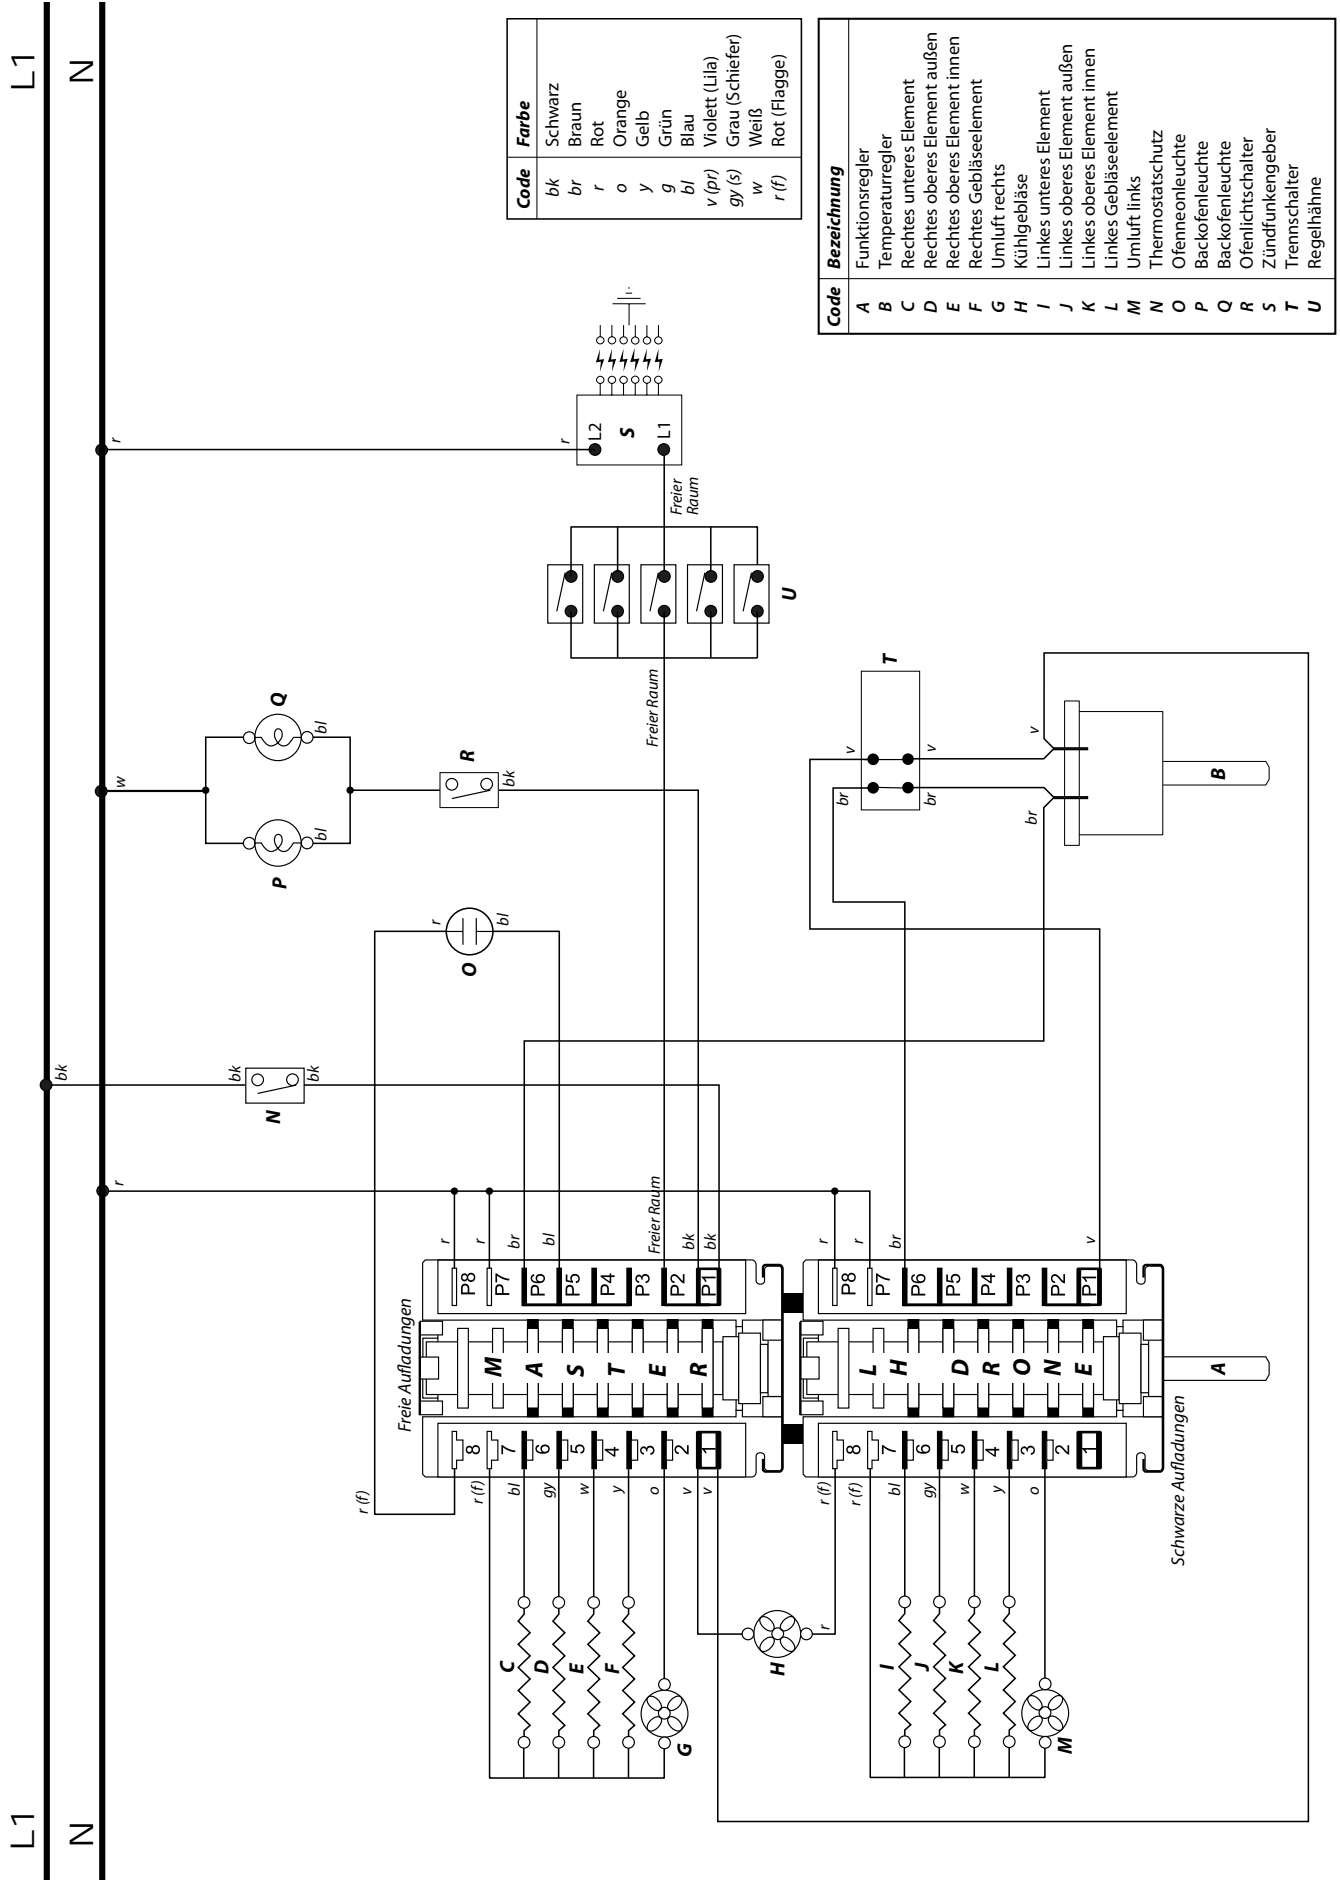 L1
N
L1
N
Code Farbe
bk Schwarz
br Braun
r Rot
o Orange
y Gelb
g Grün
bl Blau
v (pr) Violett (Lila)
gy (s) Grau (Schiefer)
w Weiß
r (f) Rot (Flagge)
Code Bezeichnung
A Funktionsregler
B Temperaturregler
C Rechtes unteres Element
D Rechtes oberes Element außen
E Rechtes oberes Element innen
F Rechtes Gebläseelement
G Umluft rechts
H Kühlgebläse
I Linkes unteres Element
J Linkes oberes Element außen
K Linkes oberes Element innen
L Linkes Gebläseelement
M Umluft links
N Thermostatschutz
O Ofenneonleuchte
P Backofenleuchte
Q Backofenleuchte
R Ofenlichtschalter
S Zündfunkengeber
T Trennschalter
U Regelhähne
r
r
L2
S
L1
Freier
Raum
U
Freier Raum
w
Q
bl
P
bl
R
bk
T
v
v
br
br
v
br
B
r
bl
O
bk
bk
bk
N
r
r
r
br
bl
Freier Raum
bk
bk
r
r
br
v
Freie Aufladungen
P8
P7
P6
P5
P4
P3
P2
P1
M A S T E R
8
7
6
5
4
3
2
1
P8
P7
P6
P5
P4
P3
P2
P1
L H D R O N E
8
7
6
5
4
3
2
1
A
Schwarze Aufladungen
r (f)
r (f)
bl
gy
w
y
o
v
v
r (f)
r (f)
bl
gy
w
y
o
C
D
E
F
G
H
r
I
J
K
L
M